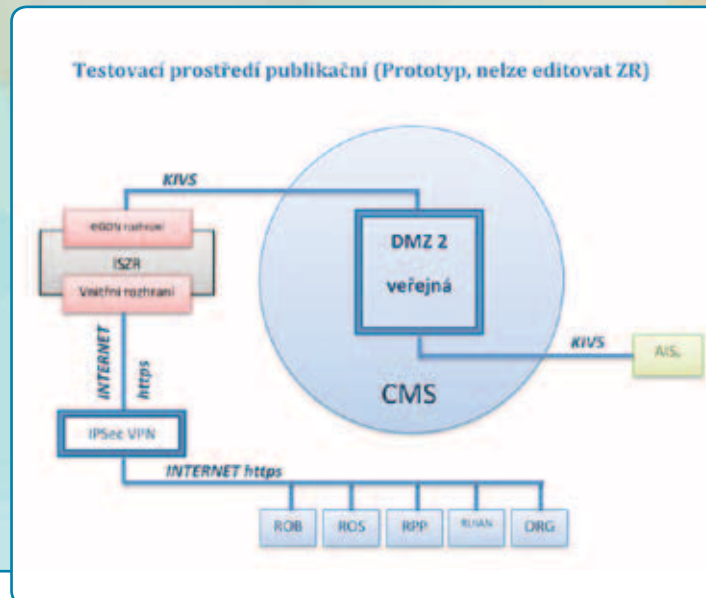 Testovací prostředí publikační (Prototyp, nelze editovat ZR)
KIVS
eGON rozhraní
ISZR
Vnitřní rozhraní
DMZ 2
veřejná
KIVS
AIS
CMS
INTERNET
https
IPSec VPN
INTERNET https
ROB
ROS
RPP
RUIAN
ORG